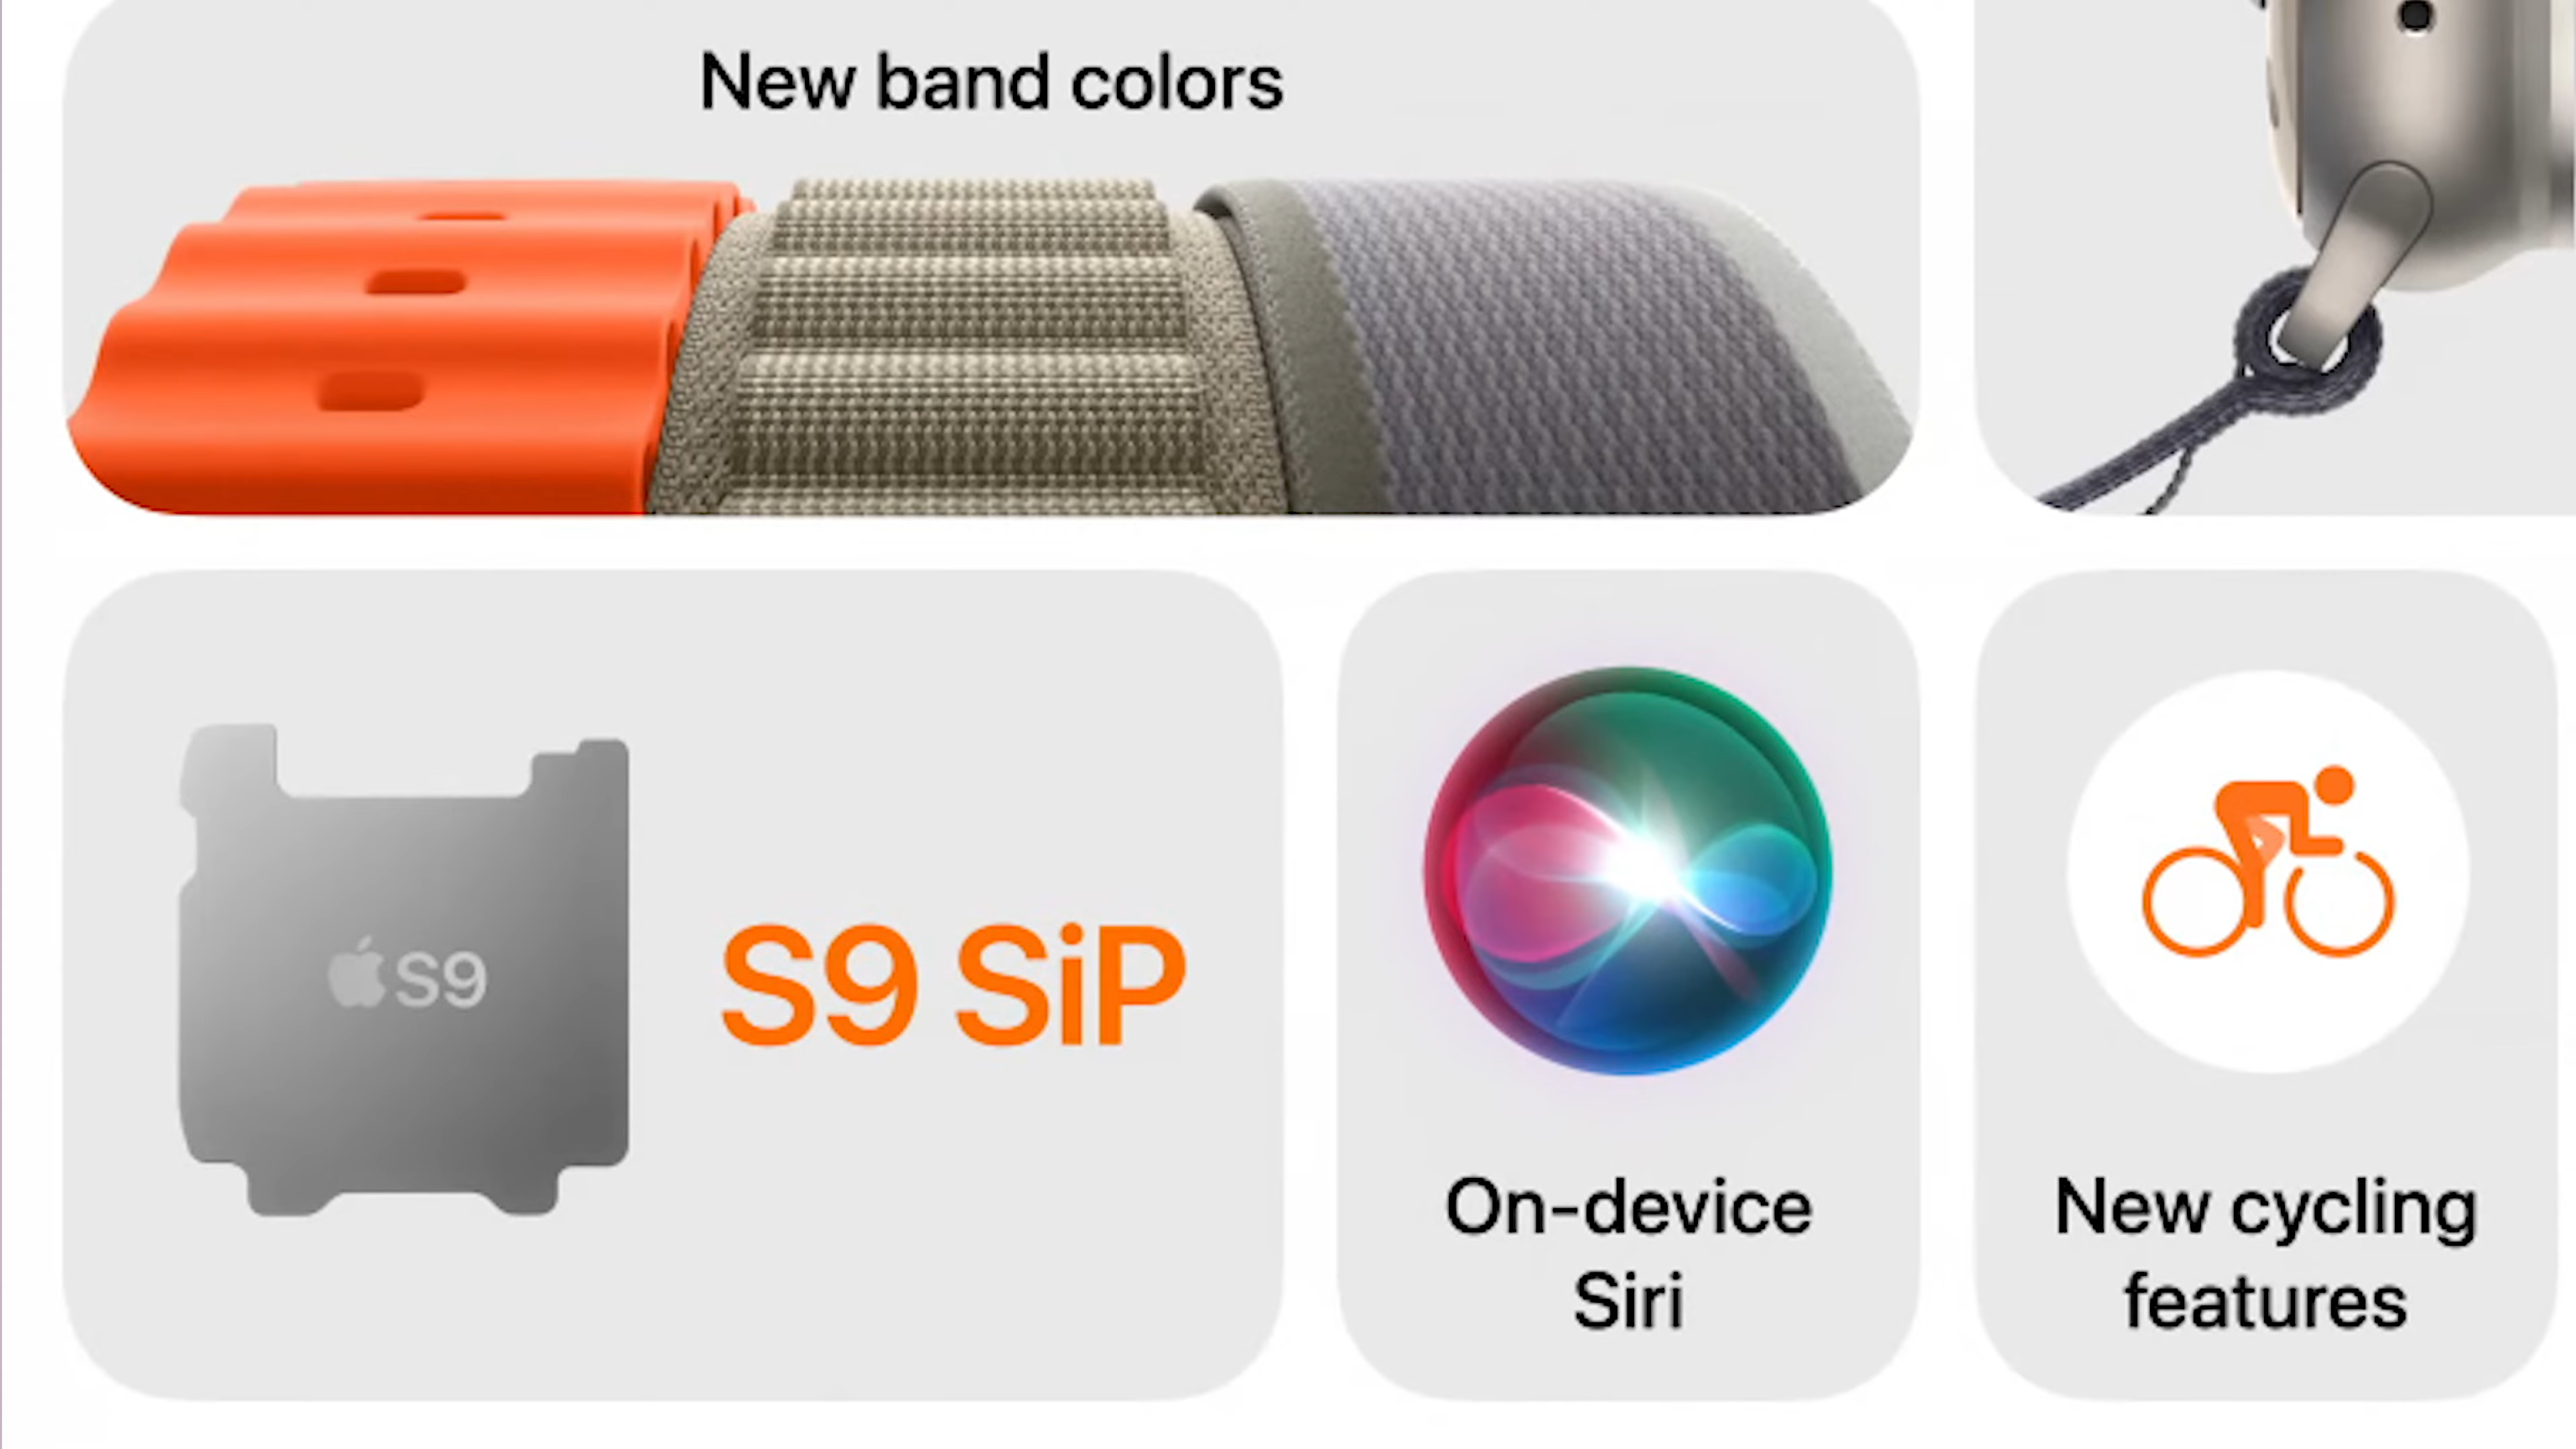 New band colors
S9
S9 SiP
On-device
Siri
New cycling
features